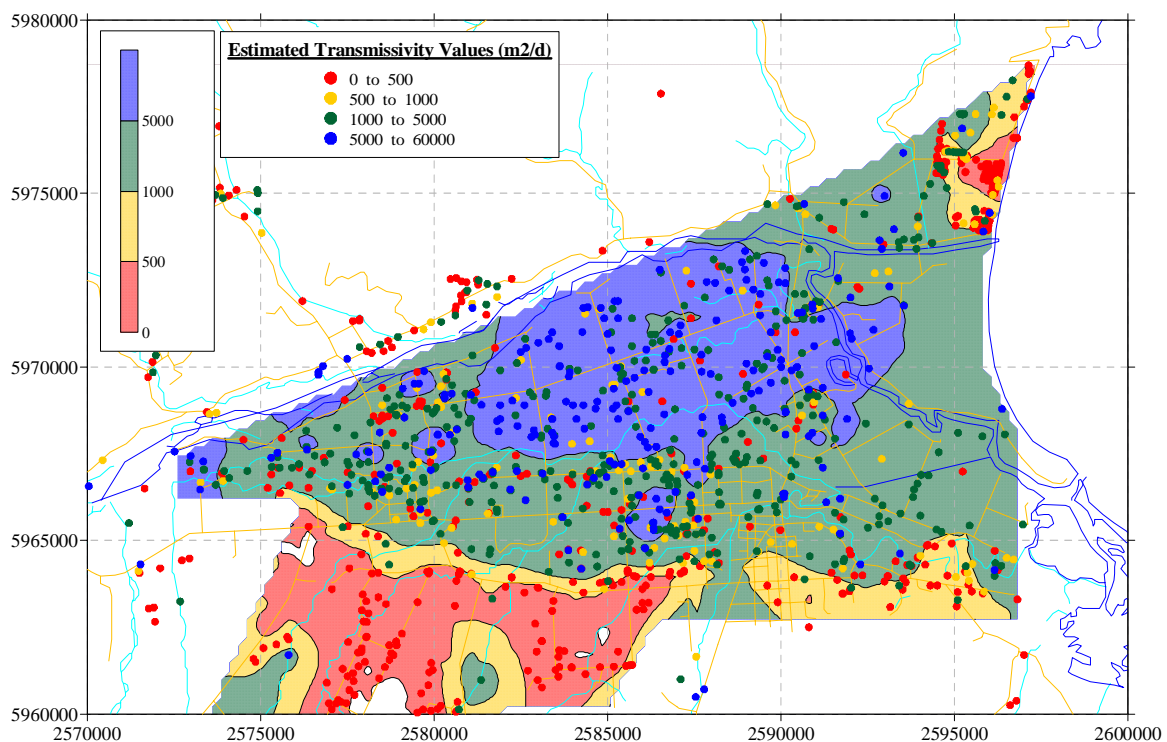 5980000
Estimated Transmissivity Values (m2/d)
0 to 500
500 to 1000
1000 to 5000
5000 to 60000
5000
1000
500
0
5975000
5970000
5965000
5960000
2570000 2575000 2580000 2585000 2590000 2595000 2600000